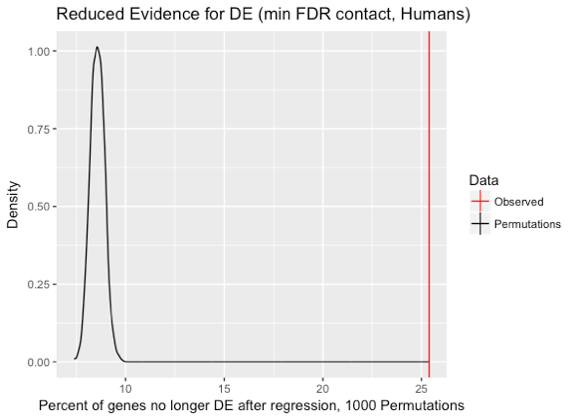 Reduced Evidence for DE (min FDR contact, Humans)
1.00
0.75
0.50
0.25
0.00
Density
10
15
20
25
Percent of genes no longer DE after regression, 1000 Permutations
Data
Observed
Permutations